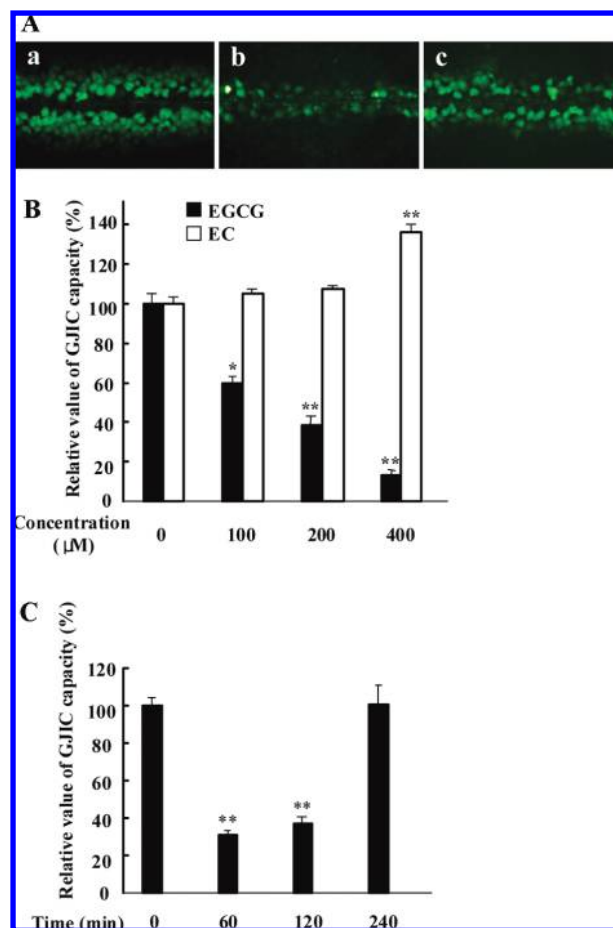 A
a b c
B
Relative value of GJIC capacity (%)
EGCG
EC
140
120
100
80
60
40
20
0
*
**
**
**
Concentration
( μM)
0 100 200 400
C
Relative value of GJIC capacity (%)
120
100
80
60
40
20
0
**
**
Time (min) 0 60 120 240